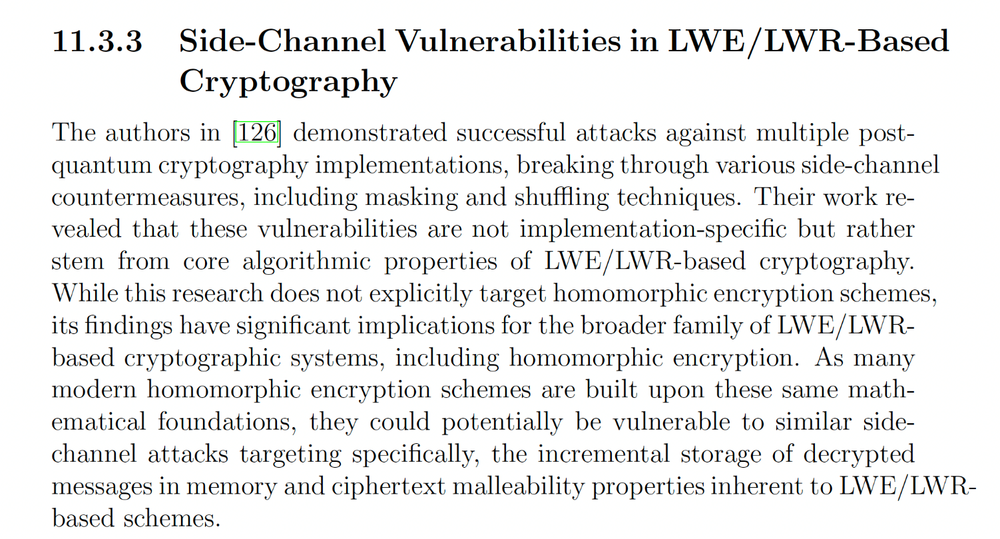 11.3.3 Side-Channel Vulnerabilities in LWE/LWR-Based
Cryptography
The authors in [126] demonstrated successful attacks against multiple post-
quantum cryptography implementations, breaking through various side-channel
countermeasures, including masking and shuffling techniques. Their work re-
vealed that these vulnerabilities are not implementation-specific but rather
stem from core algorithmic properties of LWE/LWR-based cryptography.
While this research does not explicitly target homomorphic encryption schemes,
its findings have significant implications for the broader family of LWE/LWR-
based cryptographic systems, including homomorphic encryption. As many
modern homomorphic encryption schemes are built upon these same math-
ematical foundations, they could potentially be vulnerable to similar side-
channel attacks targeting specifically, the incremental storage of decrypted
messages in memory and ciphertext malleability properties inherent to LWE/LWR-
based schemes.